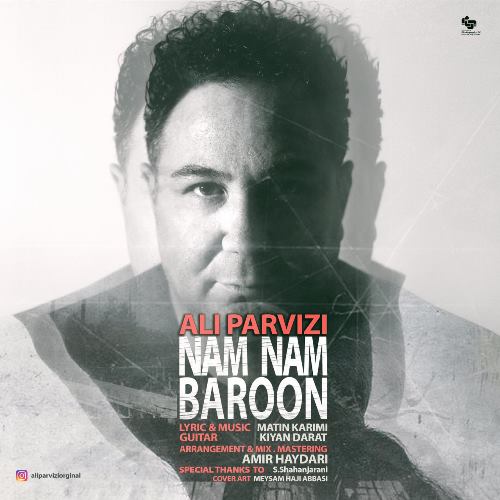 ALI PARVIZI
NAM NAM
BAROON
LYRIC & MUSIC MATIN KARIMI
GUITAR KIYAN DARAT
ARRANGEMENT & MIX . MASTERING
AMIR HAYDARI
SPECIAL THANKS TO S.Shahanjarani
COVER ART MEYSAM HAJI ABBASI
aliparviziorginal